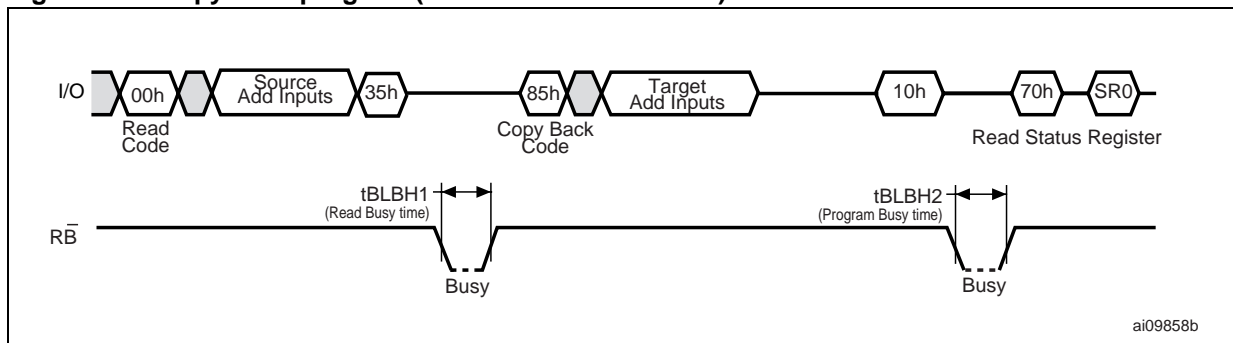 I/O
00h
Source
Add Inputs
35h
85h
Target
Add Inputs
10h
70h
SR0
Read
Code
Copy Back
Code
Read Status Register
tBLBH1
(Read Busy time)
tBLBH2
(Program Busy time)
RB̅
Busy
Busy
ai09858b